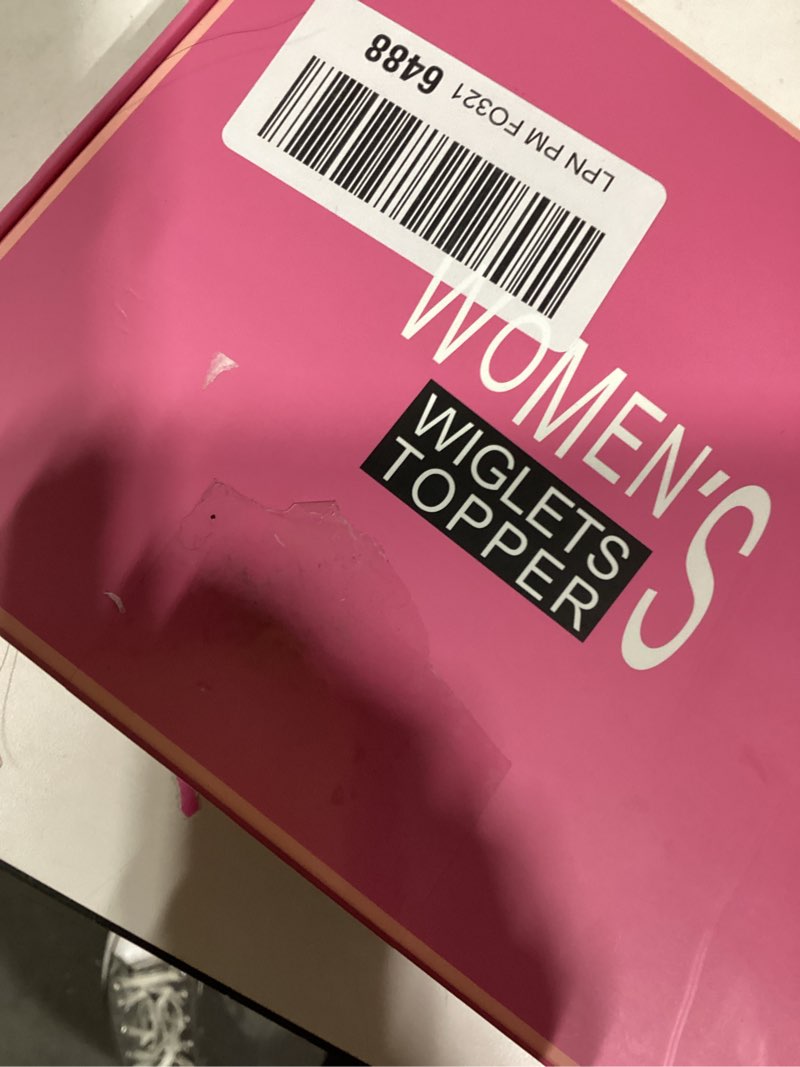 LPN PM FO321 6488
WOMEN'S
WIGLETS
TOPPER